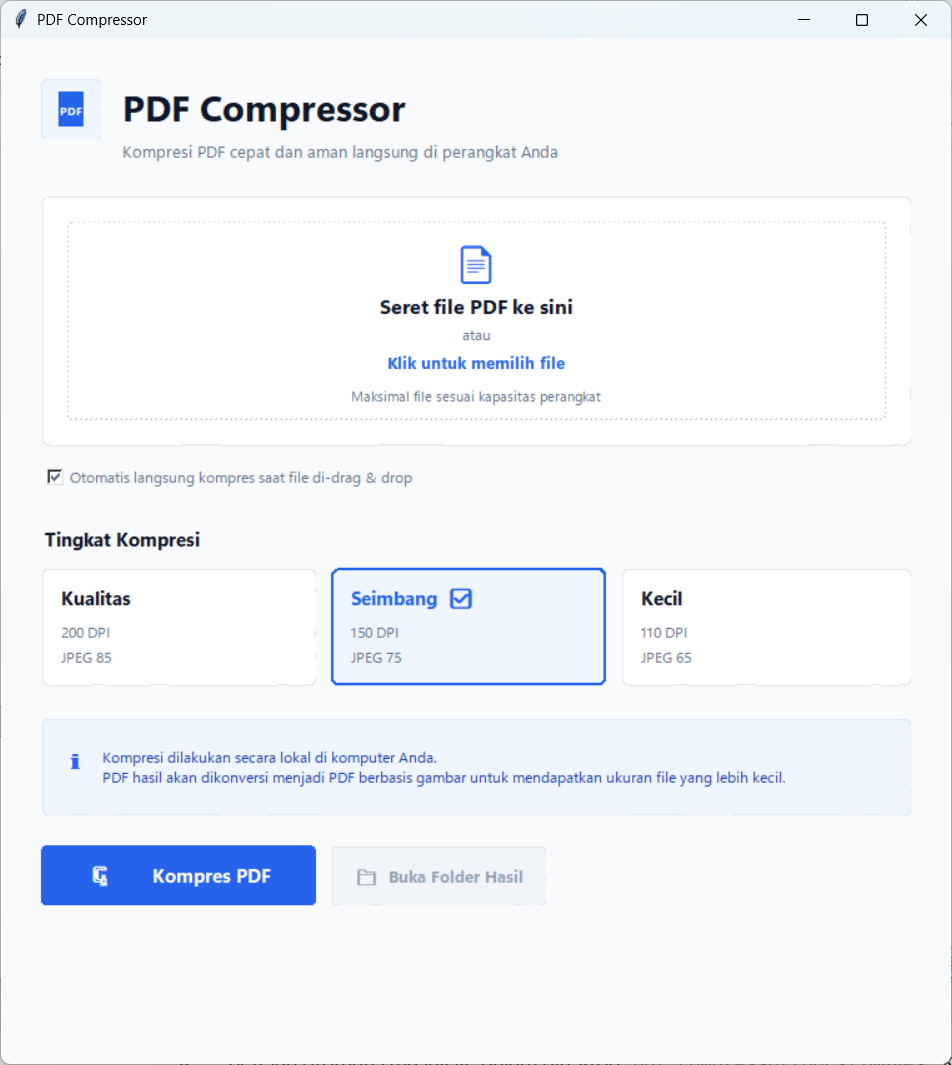 PDF Compressor
PDF
PDF Compressor
Kompresi PDF cepat dan aman langsung di perangkat Anda
Seret file PDF ke sini
atau
Klik untuk memilih file
Maksimal file sesuai kapasitas perangkat
Otomatis langsung kompres saat file di-drag & drop
Tingkat Kompresi
Kualitas
200 DPI
JPEG 85
Seimbang
150 DPI
JPEG 75
Kecil
110 DPI
JPEG 65
Kompresi dilakukan secara lokal di komputer Anda.
PDF hasil akan dikonversi menjadi PDF berbasis gambar untuk mendapatkan ukuran file yang lebih kecil.
Kompres PDF
Buka Folder Hasil